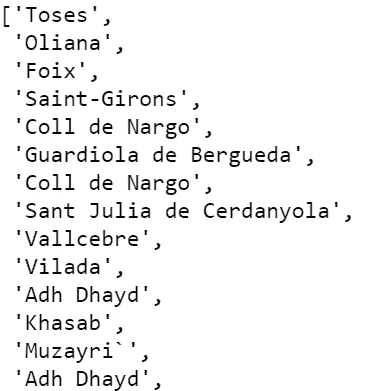 ['Toses',
'Oliana',
'Foix',
'Saint-Girons',
'Coll de Nargo',
'Guardiola de Bergueda',
'Coll de Nargo',
'Sant Julia de Cerdanyola',
'Vallcebre',
'Vilada',
'Adh Dhayd',
'Khasab',
'Muzayri`',
'Adh Dhayd',